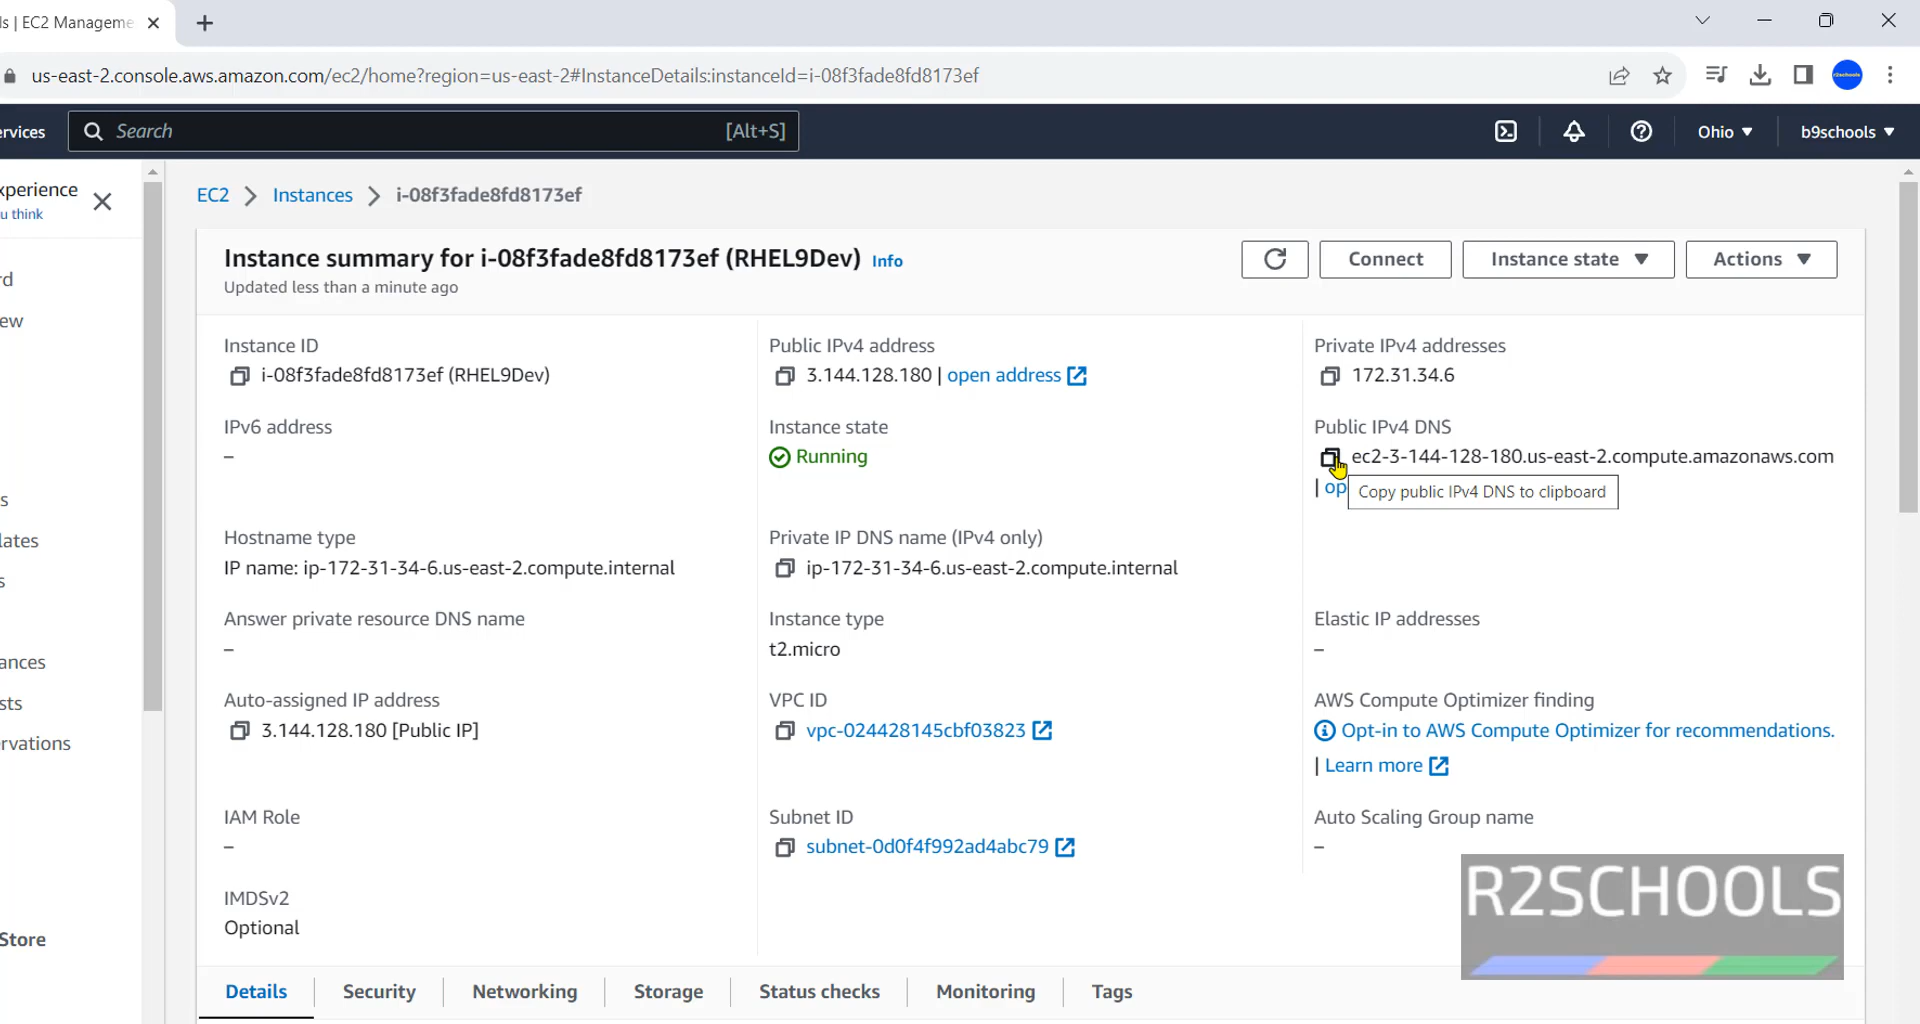 ls | EC2 Manageme
us-east-2.console.aws.amazon.com/ec2/home?region=us-east-2#InstanceDetails:instanceId=i-08f3fade8fd8173ef
ervices
Search
[Alt+S]
Ohio
b9schools
xperience
u think
rd
ew
s
lates
s
ances
sts
rvations
Store
EC2
Instances
i-08f3fade8fd8173ef
Instance summary for i-08f3fade8fd8173ef (RHEL9Dev) Info
Updated less than a minute ago
Connect
Instance state
Actions
Instance ID
i-08f3fade8fd8173ef (RHEL9Dev)
Public IPv4 address
3.144.128.180 | open address
Private IPv4 addresses
172.31.34.6
IPv6 address
–
Instance state
Running
Public IPv4 DNS
ec2-3-144-128-180.us-east-2.compute.amazonaws.com
| op
Copy public IPv4 DNS to clipboard
Hostname type
IP name: ip-172-31-34-6.us-east-2.compute.internal
Private IP DNS name (IPv4 only)
ip-172-31-34-6.us-east-2.compute.internal
Answer private resource DNS name
–
Instance type
t2.micro
Elastic IP addresses
–
Auto-assigned IP address
3.144.128.180 [Public IP]
VPC ID
vpc-024428145cbf03823
AWS Compute Optimizer finding
Opt-in to AWS Compute Optimizer for recommendations.
| Learn more
IAM Role
–
Subnet ID
subnet-0d0f4f992ad4abc79
Auto Scaling Group name
–
IMDSv2
Optional
R2SCHOOLS
Details
Security
Networking
Storage
Status checks
Monitoring
Tags